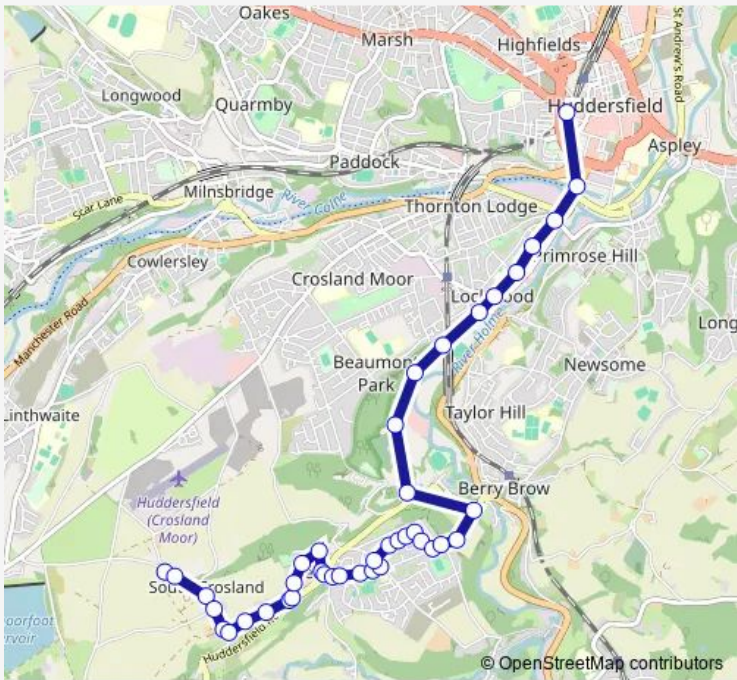 Oakes
Marsh
Highfields
St Andrew's Road
Longwood
Quarmby
Huddersfield
Aspley
Paddock
Milnsbridge
River Colne
Scar Lane
Thornton Lodge
Cowlersley
Primrose Hill
Crosland Moor
Lockwood
Manchester Road
River Holme
Long
Beaumont
Park
Newsome
Linthwaite
Taylor Hill
Berry Brow
Huddersfield
(Crosland
Moor)
South Crosland
oorfoot
rvoir
Huddersfield R
© OpenStreetMap contributors